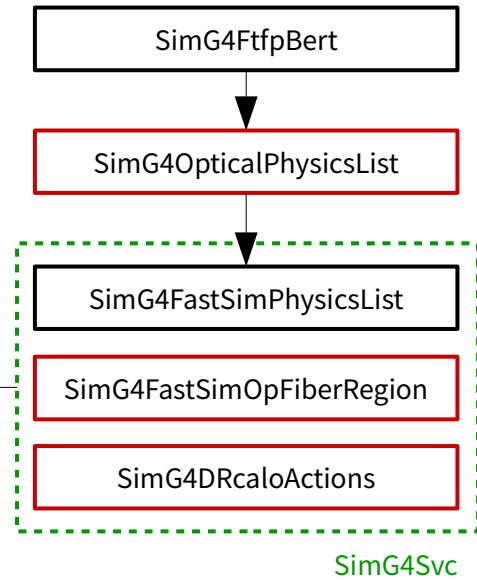 SimG4FtfpBert
SimG4OpticalPhysicsList
SimG4FastSimPhysicsList
SimG4FastSimOpFiberRegion
SimG4DRcaloActions
SimG4Svc